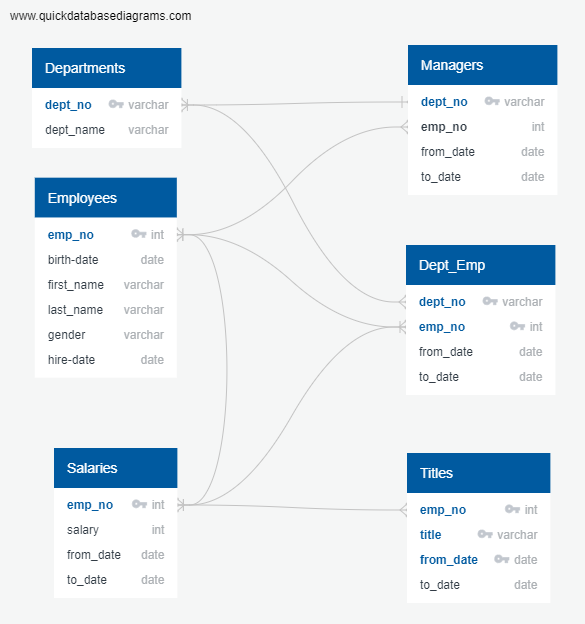 www.quickdatabasediagrams.com
Departments
dept_no varchar
dept_name varchar
Managers
dept_no varchar
emp_no int
from_date date
to_date date
Employees
emp_no int
birth-date date
first_name varchar
last_name varchar
gender varchar
hire-date date
Dept_Emp
dept_no varchar
emp_no int
from_date date
to_date date
Salaries
emp_no int
salary int
from_date date
to_date date
Titles
emp_no int
title varchar
from_date date
to_date date